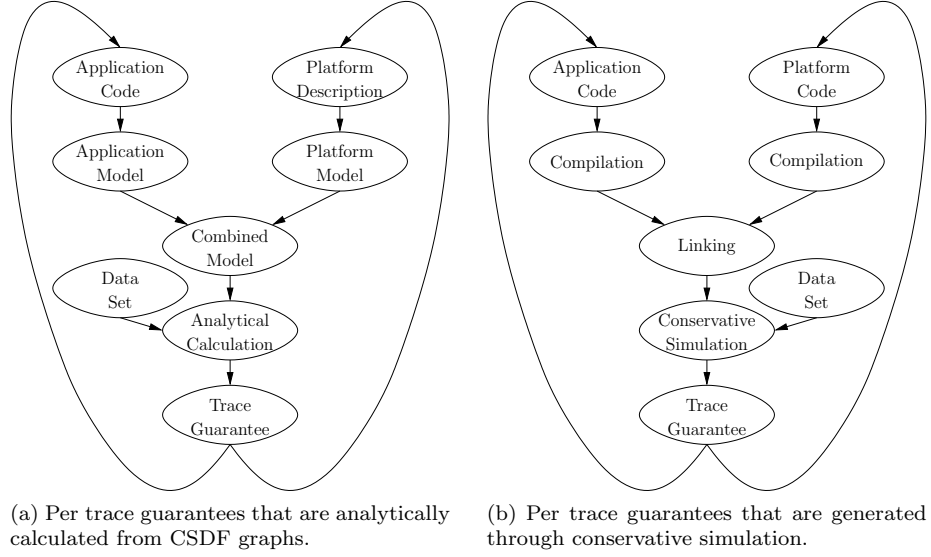 Application
Code
Platform
Description
Application
Model
Platform
Model
Combined
Model
Data
Set
Analytical
Calculation
Trace
Guarantee
(a) Per trace guarantees that are analytically
calculated from CSDF graphs.
Application
Code
Platform
Code
Compilation
Compilation
Linking
Data
Set
Conservative
Simulation
Trace
Guarantee
(b) Per trace guarantees that are generated
through conservative simulation.